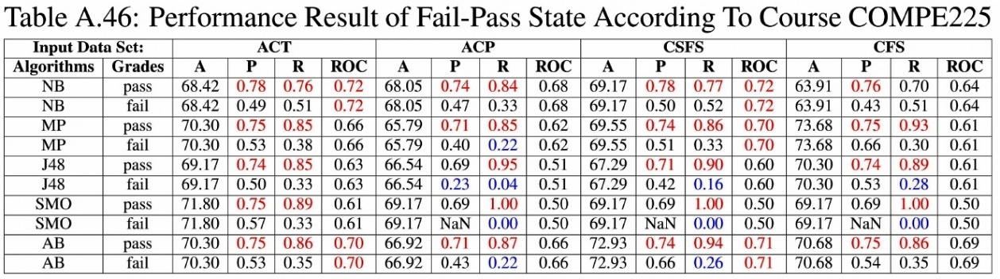 Table A.46: Performance Result of Fail-Pass State According To Course COMPE225
Input Data Set: ACT ACP CSFS CFS
Algorithms Grades A P R ROC A P R ROC A P R ROC A P R ROC
NB pass 68.42 0.78 0.76 0.72 68.05 0.74 0.84 0.68 69.17 0.78 0.77 0.72 63.91 0.76 0.70 0.64
NB fail 68.42 0.49 0.51 0.72 68.05 0.47 0.33 0.68 69.17 0.50 0.52 0.72 63.91 0.43 0.51 0.64
MP pass 70.30 0.75 0.85 0.66 65.79 0.71 0.85 0.62 69.55 0.74 0.86 0.70 73.68 0.75 0.93 0.61
MP fail 70.30 0.53 0.38 0.66 65.79 0.40 0.22 0.62 69.55 0.51 0.33 0.70 73.68 0.66 0.30 0.61
J48 pass 69.17 0.74 0.85 0.63 66.54 0.69 0.95 0.51 67.29 0.71 0.90 0.60 70.30 0.74 0.89 0.61
J48 fail 69.17 0.50 0.33 0.63 66.54 0.23 0.04 0.51 67.29 0.42 0.16 0.60 70.30 0.53 0.28 0.61
SMO pass 71.80 0.75 0.89 0.61 69.17 0.69 1.00 0.50 69.17 0.69 1.00 0.50 69.17 0.69 1.00 0.50
SMO fail 71.80 0.57 0.33 0.61 69.17 NaN 0.00 0.50 69.17 NaN 0.00 0.50 69.17 NaN 0.00 0.50
AB pass 70.30 0.75 0.86 0.70 66.92 0.71 0.87 0.66 72.93 0.74 0.94 0.71 70.68 0.75 0.86 0.69
AB fail 70.30 0.53 0.35 0.70 66.92 0.43 0.22 0.66 72.93 0.66 0.26 0.71 70.68 0.54 0.35 0.69